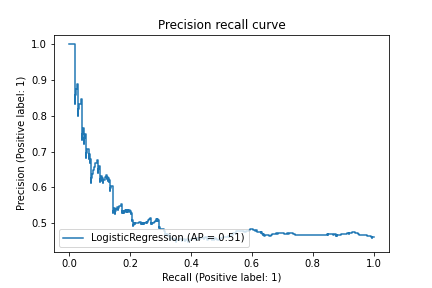 Precision recall curve
1.0
0.9
0.8
0.7
0.6
0.5
Precision (Positive label: 1)
LogisticRegression (AP = 0.51)
0.0 0.2 0.4 0.6 0.8 1.0
Recall (Positive label: 1)